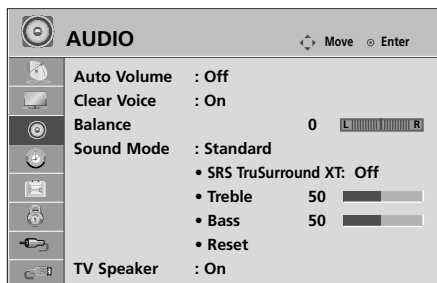 AUDIO Move Enter
Auto Volume : Off
Clear Voice : On
Balance 0 L R
Sound Mode : Standard
• SRS TruSurround XT: Off
• Treble 50
• Bass 50
• Reset
TV Speaker : On